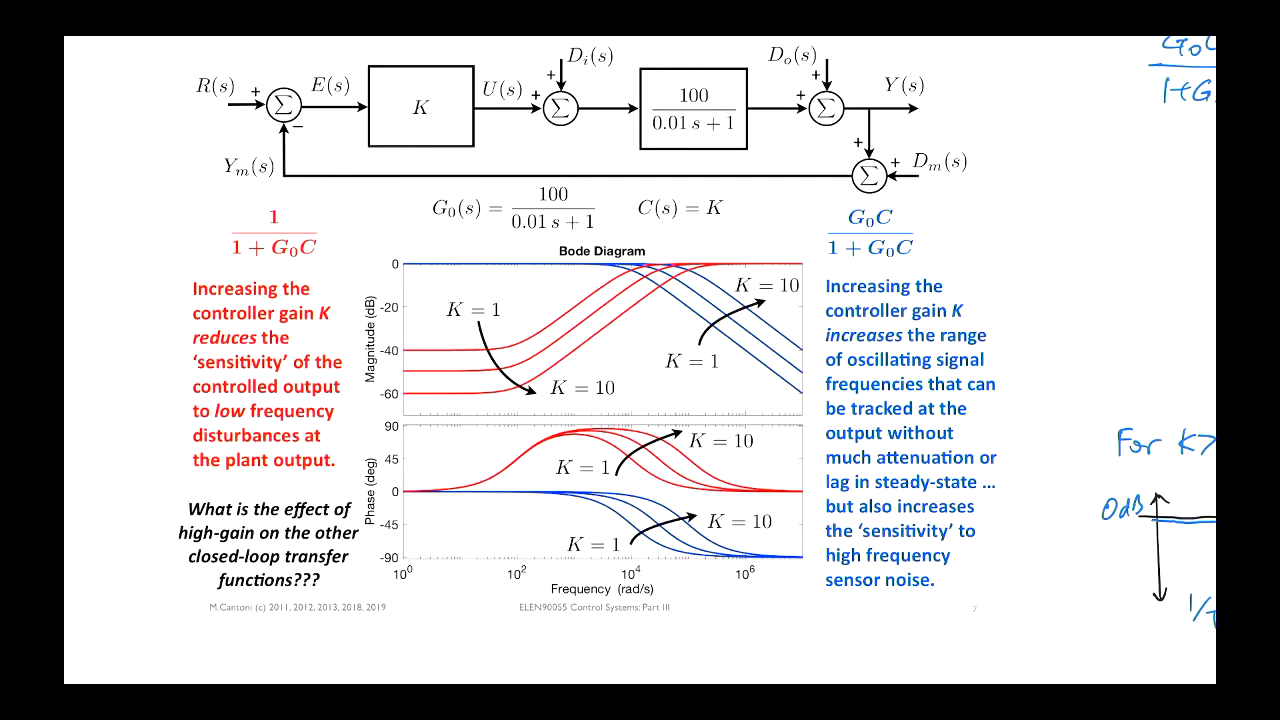 R(s)
+
Σ
−
E(s)
K
U(s)
+
D_i(s)
+
Σ
100
0.01 s + 1
D_o(s)
+
+
Σ
Y(s)
+
+
D_m(s)
Σ
Y_m(s)
G_0(s) = 100 / (0.01 s + 1)
C(s) = K
1
1 + G_0C
Increasing the
controller gain K
reduces the
‘sensitivity’ of the
controlled output
to low frequency
disturbances at
the plant output.
What is the effect of
high-gain on the other
closed-loop transfer
functions???
Bode Diagram
Magnitude (dB)
0
-20
-40
-60
K = 1
K = 10
K = 1
K = 10
Phase (deg)
90
45
0
-45
-90
K = 1
K = 10
K = 1
K = 10
10^0
10^2
10^4
10^6
Frequency (rad/s)
G_0C
1 + G_0C
Increasing the
controller gain K
increases the range
of oscillating signal
frequencies that can
be tracked at the
output without
much attenuation or
lag in steady-state ...
but also increases
the ‘sensitivity’ to
high frequency
sensor noise.
M.Cantoni (c) 2011, 2012, 2013, 2018, 2019
ELEN90055 Control Systems: Part III
7
For K>
0dB